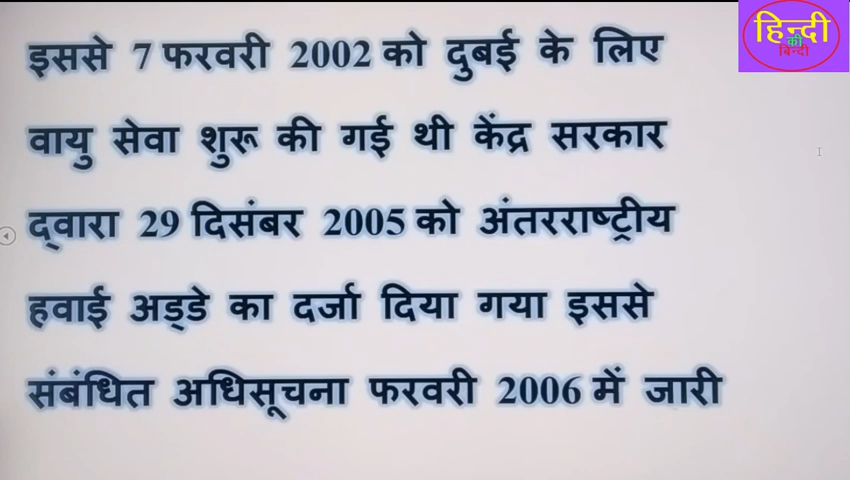 हिन्दी
की
बिन्दी
इससे 7 फरवरी 2002 को दुबई के लिए
वायु सेवा शुरू की गई थी केंद्र सरकार
द्वारा 29 दिसंबर 2005 को अंतरराष्ट्रीय
हवाई अड्डे का दर्जा दिया गया इससे
संबंधित अधिसूचना फरवरी 2006 में जारी